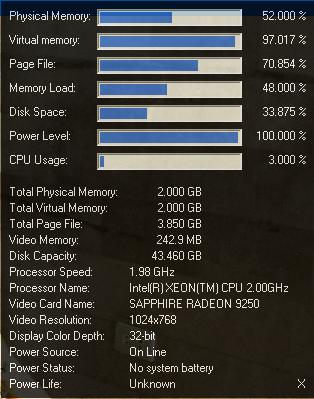 Physical Memory: 52.000 %
Virtual memory: 97.017 %
Page File: 70.854 %
Memory Load: 48.000 %
Disk Space: 33.875 %
Power Level: 100.000 %
CPU Usage: 3.000 %
Total Physical Memory: 2.000 GB
Total Virtual Memory: 2.000 GB
Total Page File: 3.850 GB
Video Memory: 242.9 MB
Disk Capacity: 43.460 GB
Processor Speed: 1.98 GHz
Processor Name: Intel(R) XEON(TM) CPU 2.00GHz
Video Card Name: SAPPHIRE RADEON 9250
Video Resolution: 1024x768
Display Color Depth: 32-bit
Power Source: On Line
Power Status: No system battery
Power Life: Unknown X